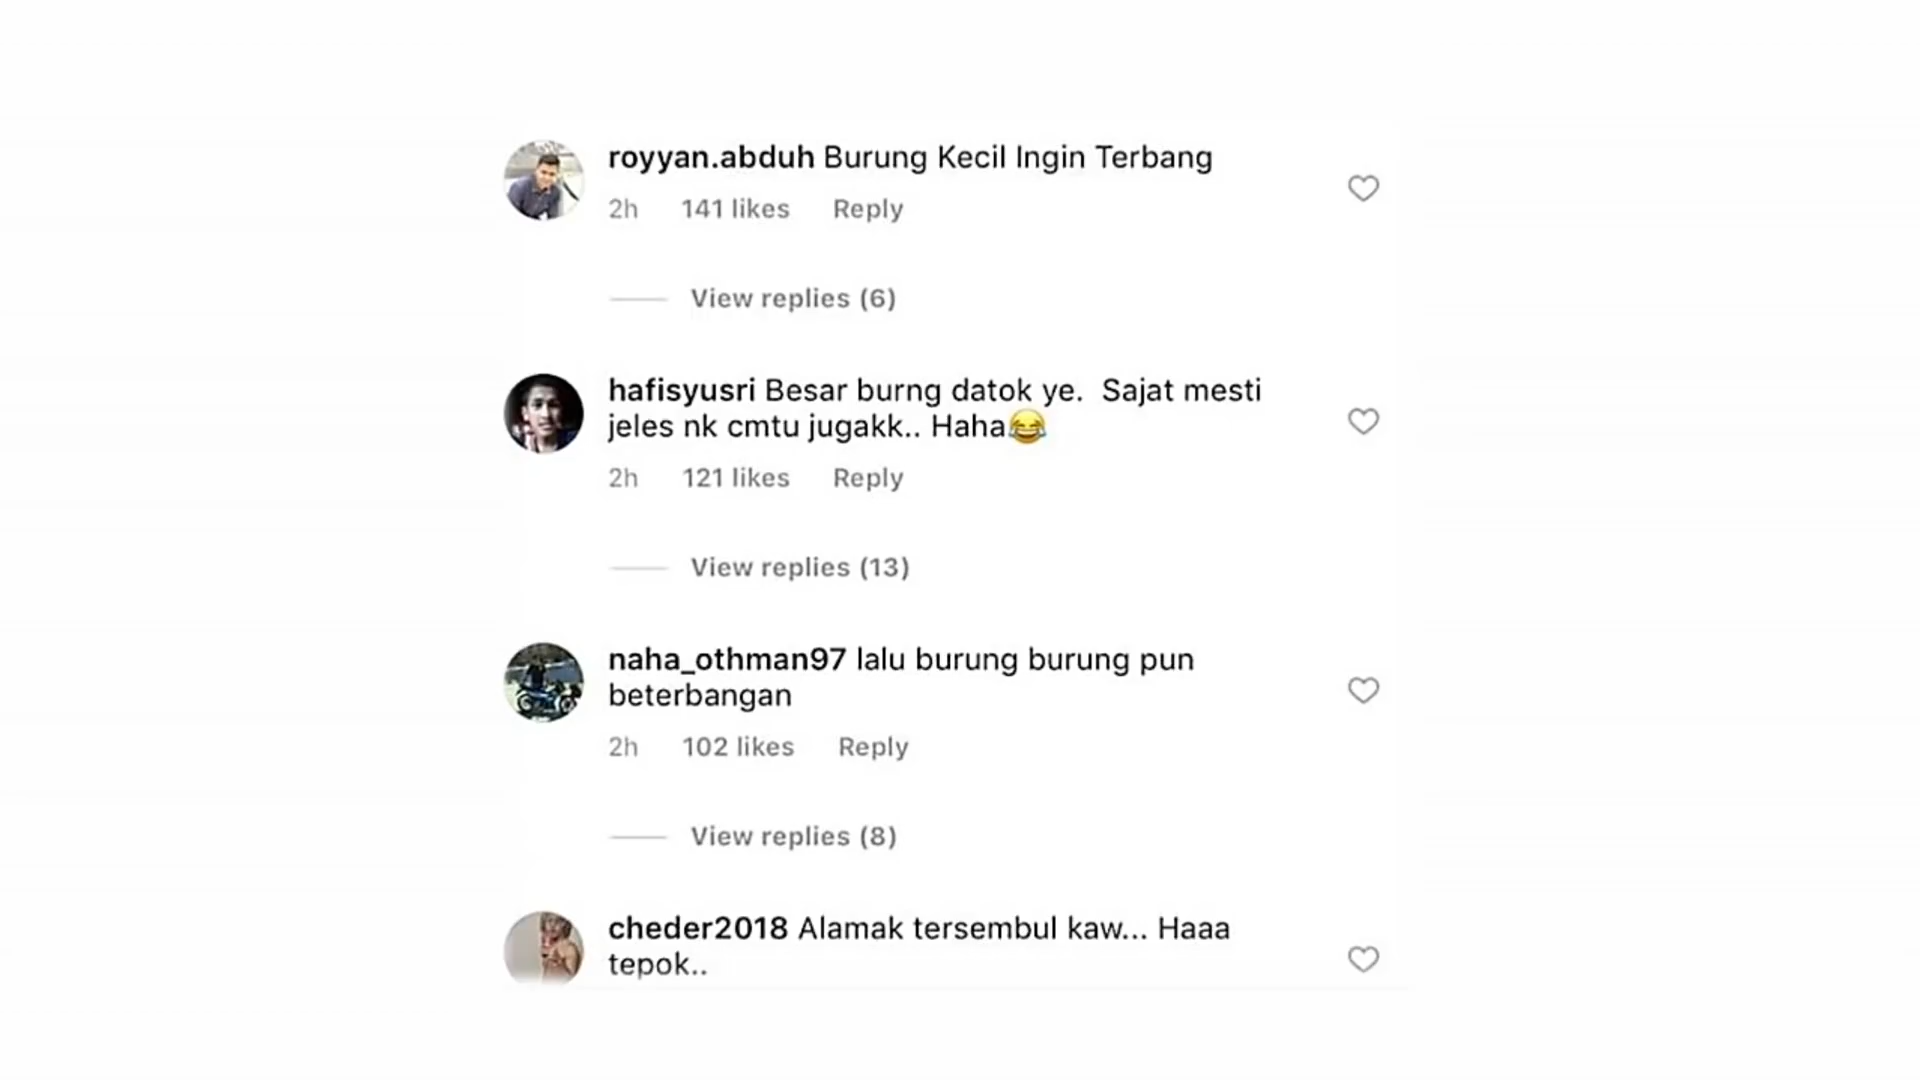 royyan.abduh Burung Kecil Ingin Terbang
2h 141 likes Reply
View replies (6)
hafisyusri Besar burng datok ye. Sajat mesti
jeles nk cmtu jugakk.. Haha😂
2h 121 likes Reply
View replies (13)
naha_othman97 lalu burung burung pun
beterbangan
2h 102 likes Reply
View replies (8)
cheder2018 Alamak tersembul kaw... Haaa
tepok..